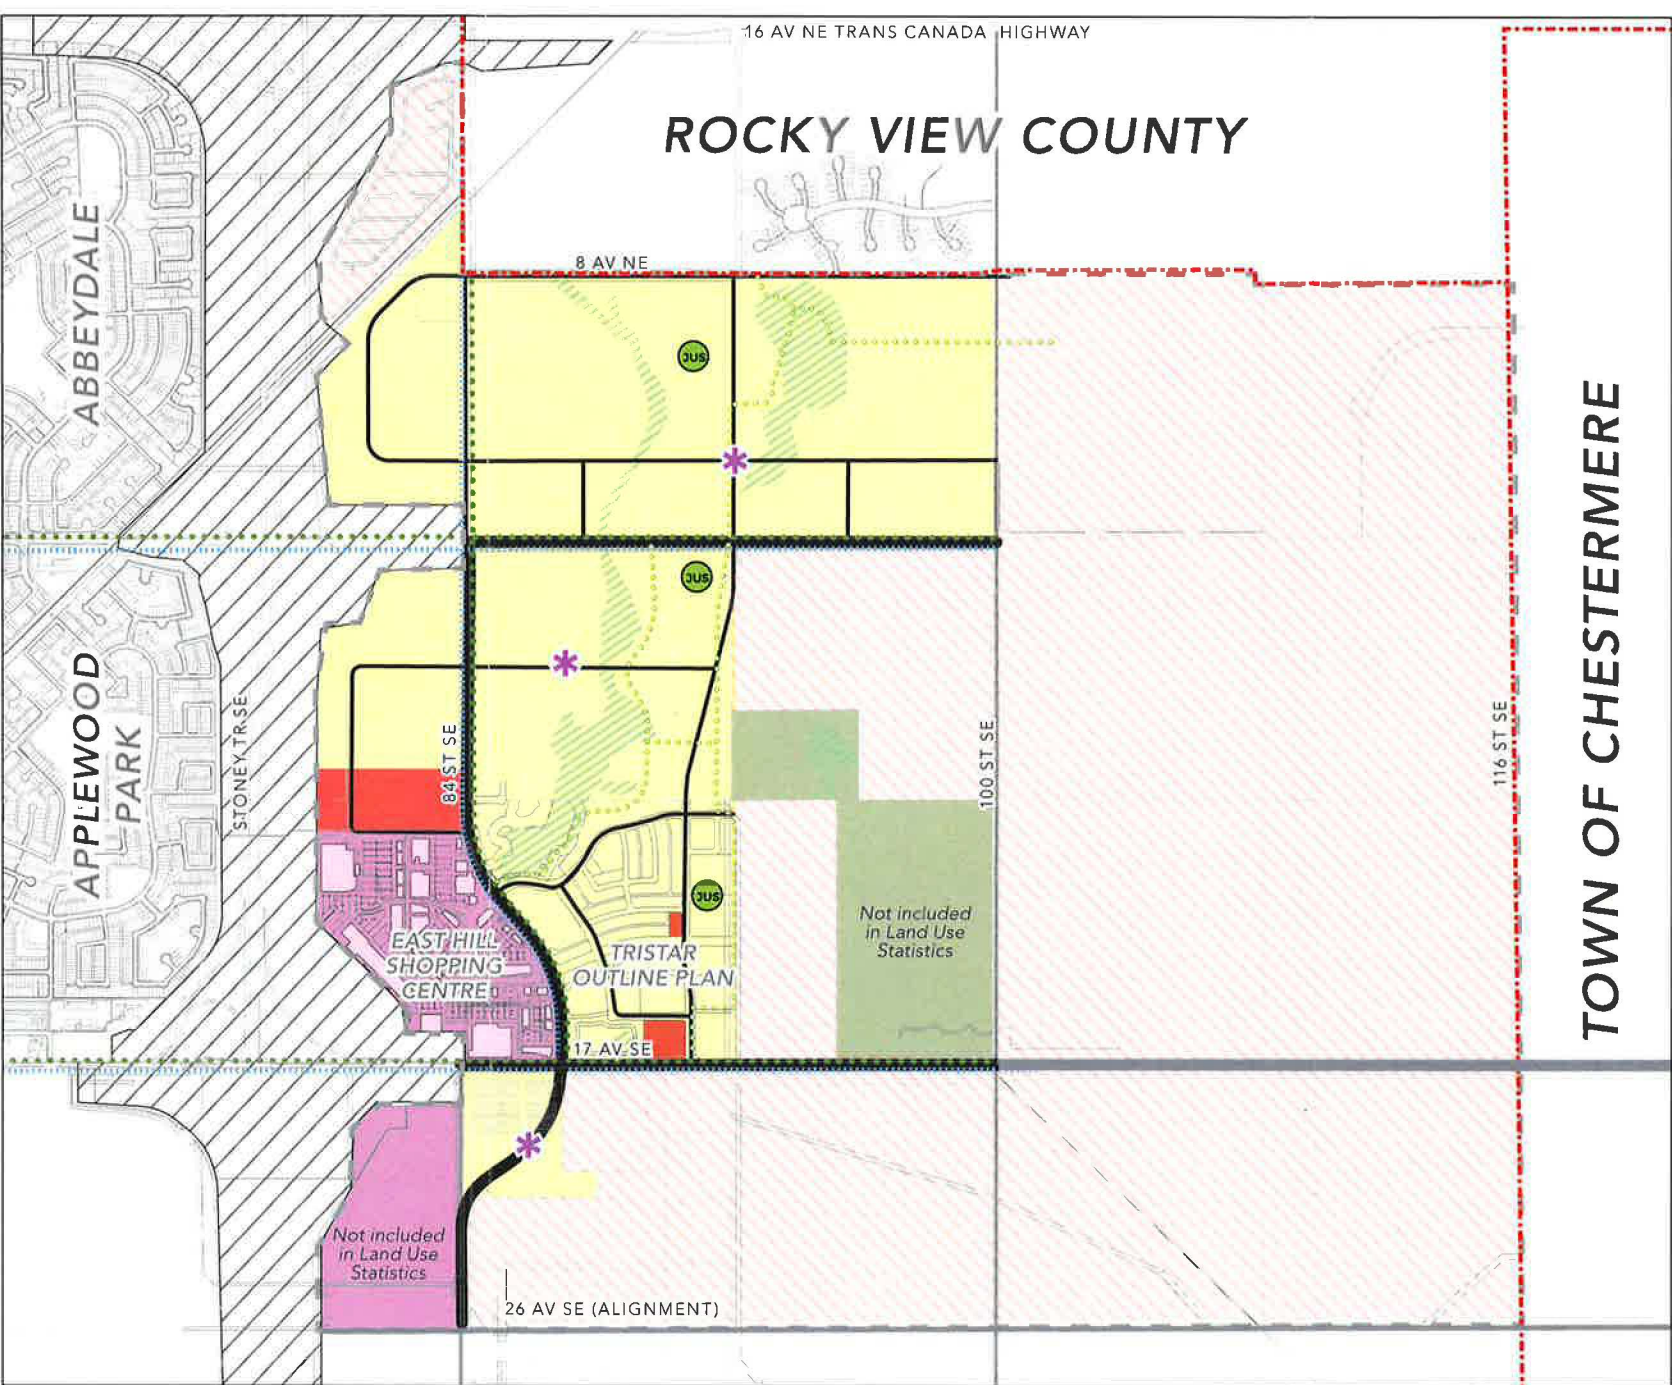 16 AV NE TRANS CANADA HIGHWAY
ROCKY VIEW COUNTY
8 AV NE
ABBEYDALE
JUS
JUS
TOWN OF CHESTERMERE
APPLEWOOD
PARK
STONEY TR SE
84 ST SE
100 ST SE
116 ST SE
JUS
EAST HILL
SHOPPING
CENTRE
TRISTAR
OUTLINE PLAN
Not included
in Land Use
Statistics
17 AV SE
Not included
in Land Use
Statistics
26 AV SE (ALIGNMENT)